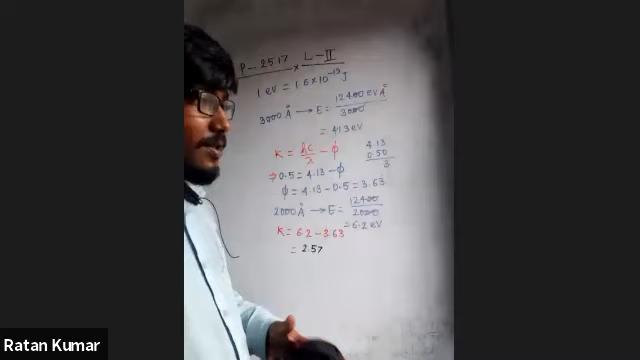 P-2517 L-II
1 eV = 1.6×10⁻¹⁹ J
3000 Å → E = 12400 eV Å / 3000
= 4.13 eV
K = hc/λ − ϕ
4.13
0.50
3
⇒ 0.5 = 4.13 − ϕ
ϕ = 4.13 − 0.5 = 3.63
2000 Å → E = 12400 / 2000
= 6.2 eV
K = 6.2 − 3.63
= 2.57
Ratan Kumar